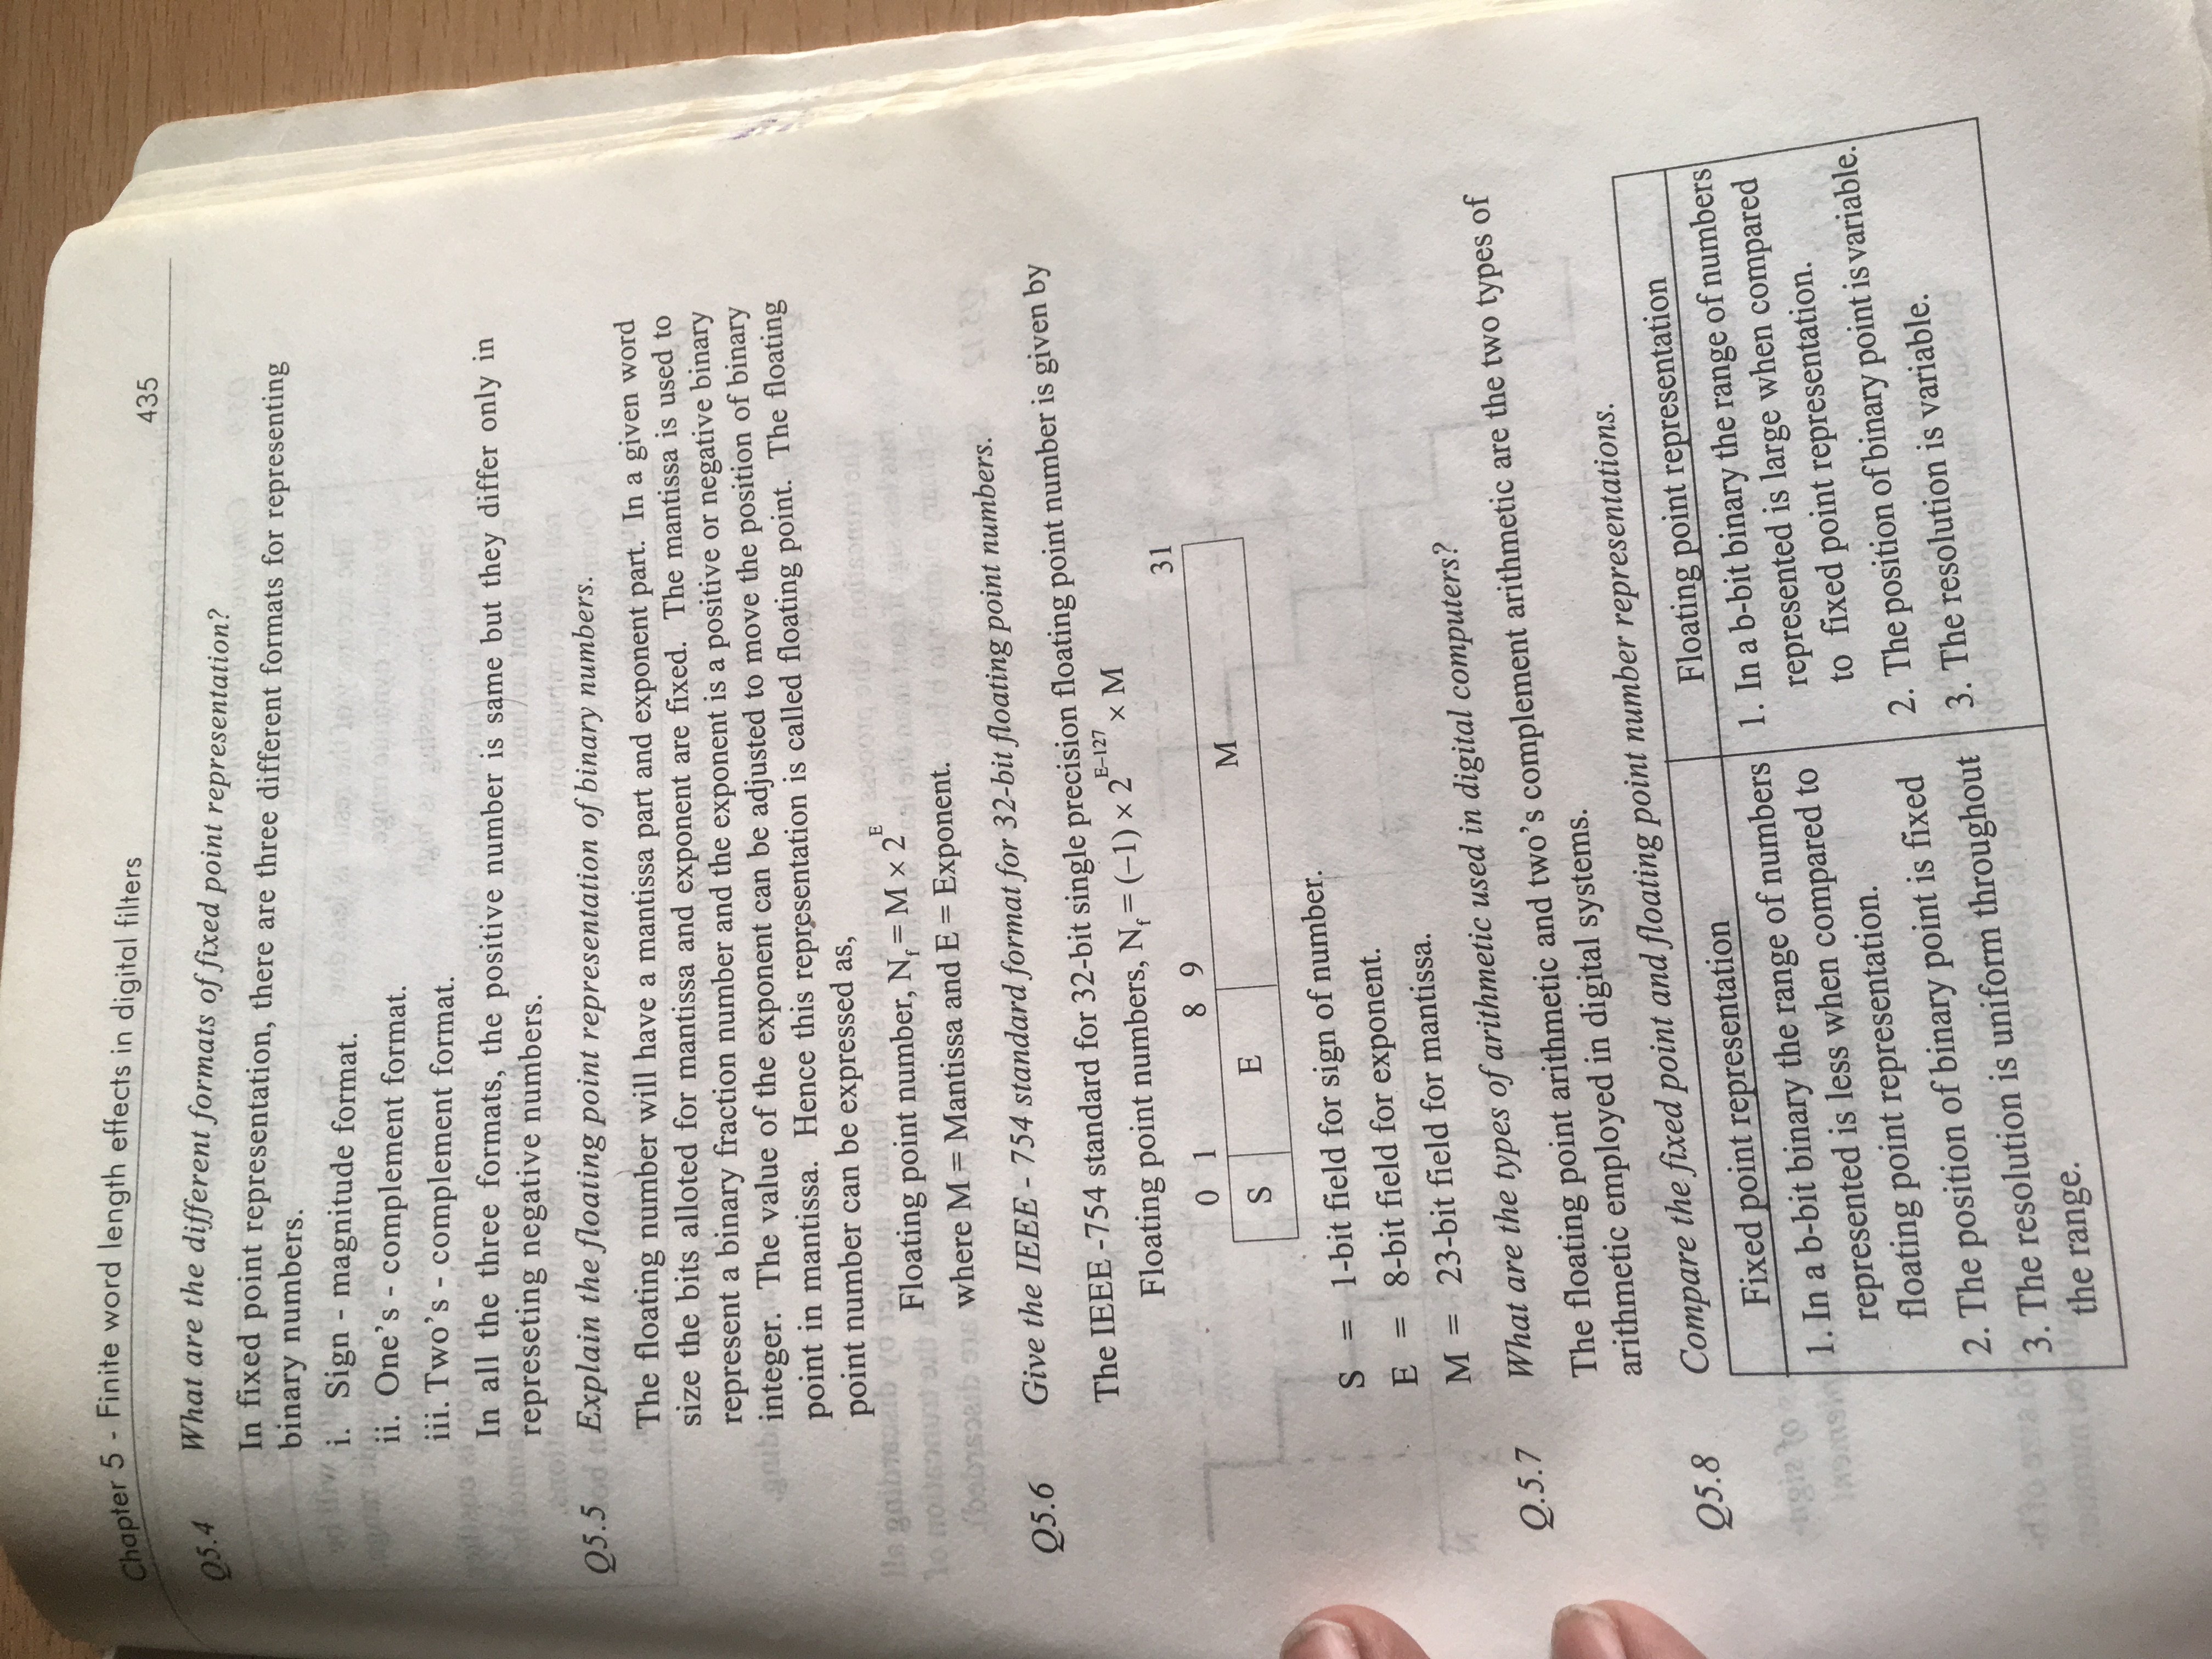 Chapter 5 - Finite word length effects in digital filters
435
Q5.4 What are the different formats of fixed point representation?
In fixed point representation, there are three different formats for representing
binary numbers.
i. Sign - magnitude format.
ii. One's - complement format.
iii. Two's - complement format.
In all the three formats, the positive number is same but they differ only in
represeting negative numbers.
Q5.5 Explain the floating point representation of binary numbers.
The floating number will have a mantissa part and exponent part. In a given word
size the bits alloted for mantissa and exponent are fixed. The mantissa is used to
represent a binary fraction number and the exponent is a positive or negative binary
integer. The value of the exponent can be adjusted to move the position of binary
point in mantissa. Hence this representation is called floating point. The floating
point number can be expressed as,
Floating point number, N_f = M × 2^E
where M = Mantissa and E = Exponent.
Q5.6 Give the IEEE - 754 standard format for 32-bit floating point numbers.
The IEEE -754 standard for 32-bit single precision floating point number is given by
Floating point numbers, N_f = (–1) × 2^E–127 × M
0 1 8 9 31
S E M
S = 1-bit field for sign of number.
E = 8-bit field for exponent.
M = 23-bit field for mantissa.
Q.5.7 What are the types of arithmetic used in digital computers?
The floating point arithmetic and two's complement arithmetic are the two types of
arithmetic employed in digital systems.
Q5.8 Compare the fixed point and floating point number representations.
Fixed point representation
1. In a b-bit binary the range of numbers
represented is less when compared to
floating point representation.
2. The position of binary point is fixed
3. The resolution is uniform throughout
the range.
Floating point representation
1. In a b-bit binary the range of numbers
represented is large when compared
to fixed point representation.
2. The position of binary point is variable.
3. The resolution is variable.